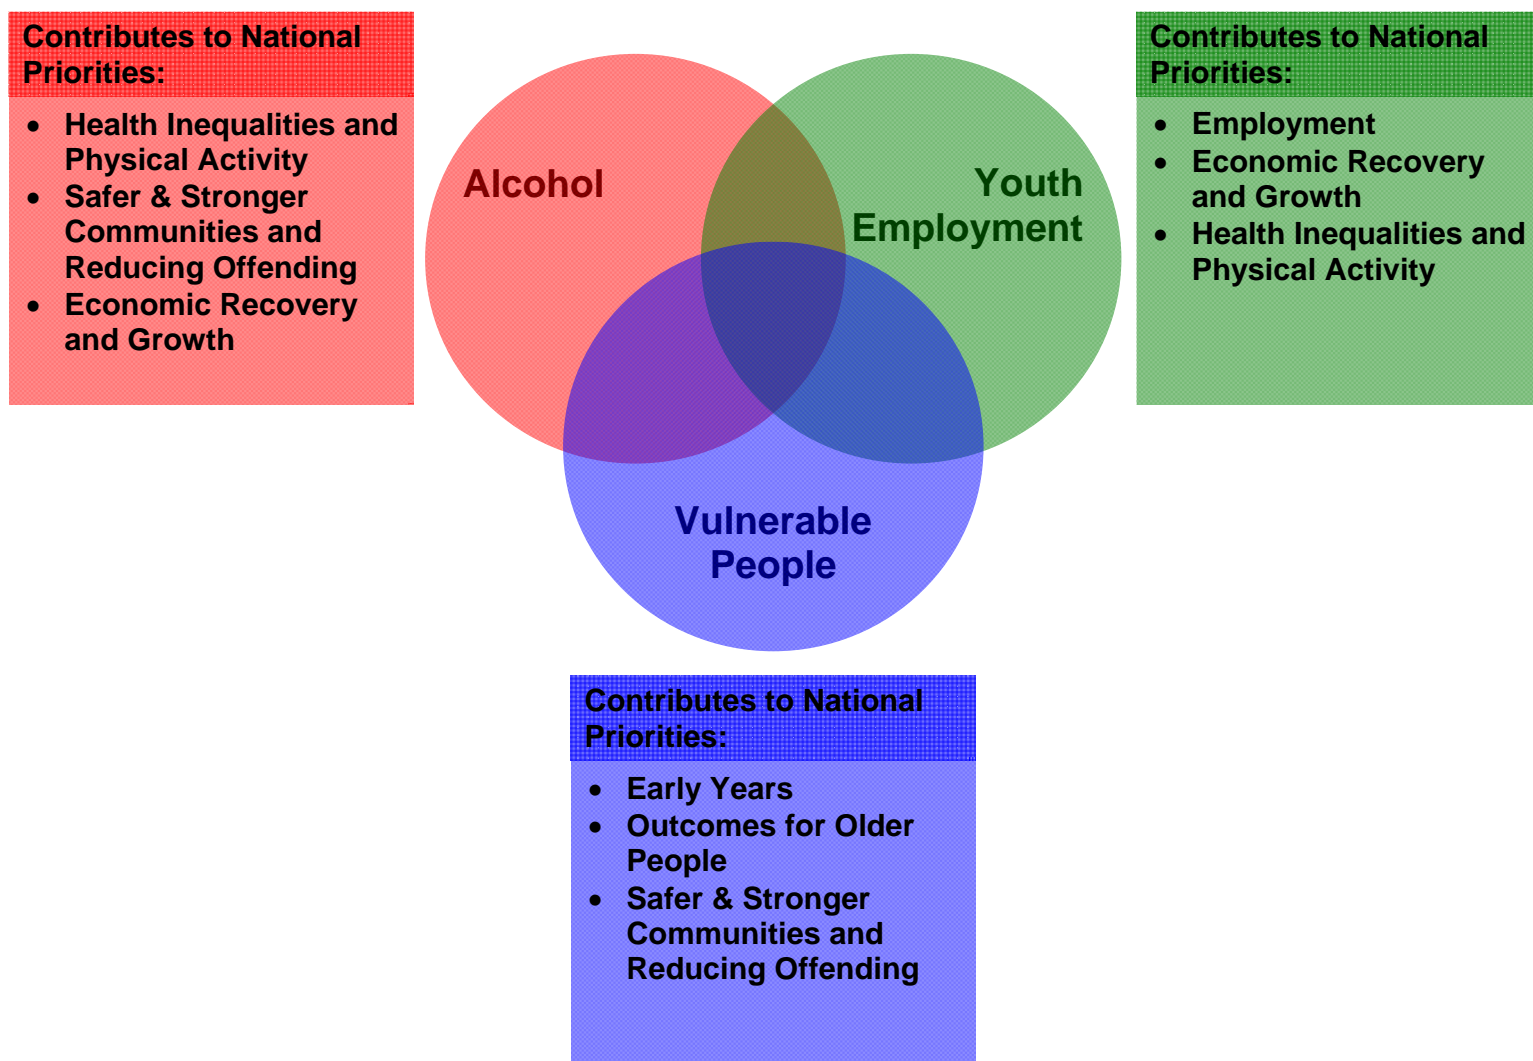 Contributes to National
Priorities:
• Health Inequalities and
Physical Activity
• Safer & Stronger
Communities and
Reducing Offending
• Economic Recovery
and Growth
Alcohol
Youth
Employment
Vulnerable
People
Contributes to National
Priorities:
• Employment
• Economic Recovery
and Growth
• Health Inequalities and
Physical Activity
Contributes to National
Priorities:
• Early Years
• Outcomes for Older
People
• Safer & Stronger
Communities and
Reducing Offending